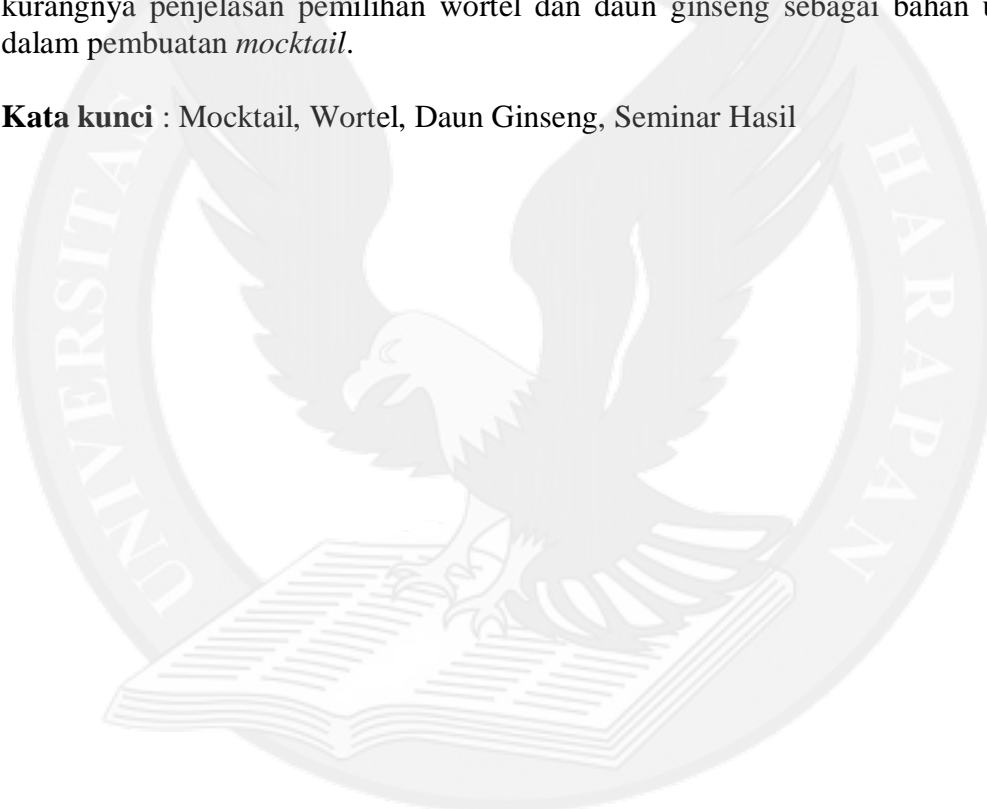 kurangnya penjelasan pemilihan wortel dan daun ginseng sebagai bahan
dalam pembuatan mocktail.
Kata kunci : Mocktail, Wortel, Daun Ginseng, Seminar Hasil
UNIVERSITAS
HARAPAN